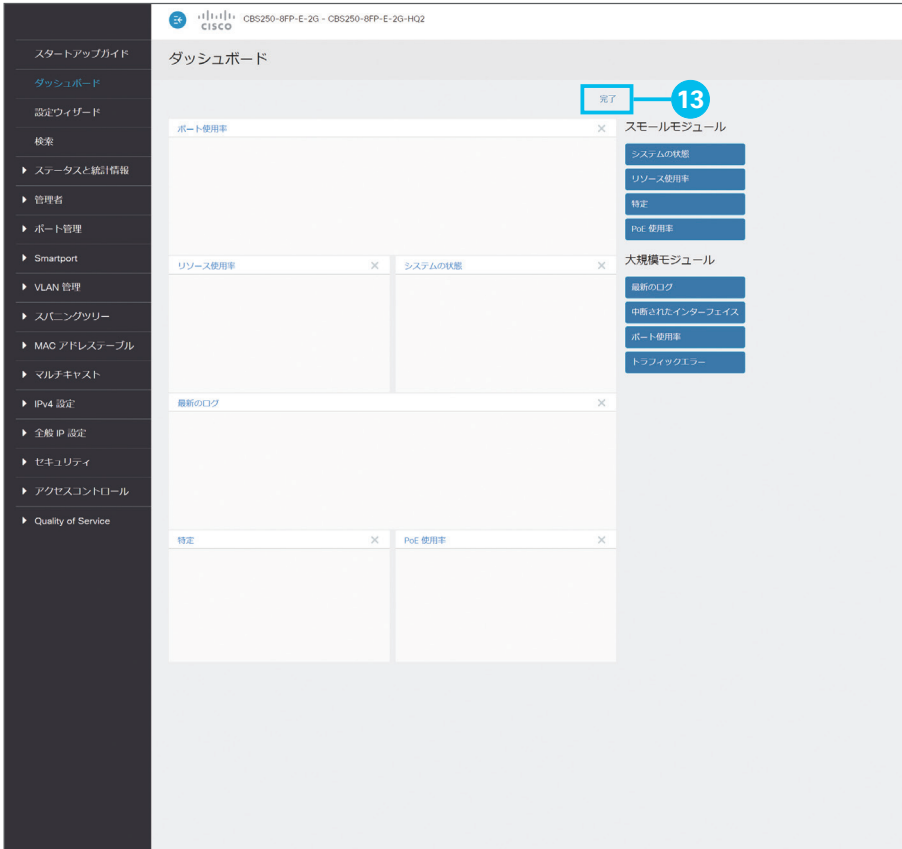 CISCO
CBS250-8FP-E-2G - CBS250-8FP-E-2G-HQ2
スタートアップガイド
ダッシュボード
設定ウィザード
検索
ステータスと統計情報
管理者
ポート管理
Smartport
VLAN 管理
スパニングツリー
MAC アドレステーブル
マルチキャスト
IPv4 設定
全般 IP 設定
セキュリティ
アクセスコントロール
Quality of Service
ダッシュボード
完了
13
ポート使用率
リソース使用率
システムの状態
最新のログ
特定
PoE 使用率
スモールモジュール
システムの状態
リソース使用率
特定
PoE 使用率
大規模モジュール
最新のログ
中断されたインターフェイス
ポート使用率
トラフィックエラー